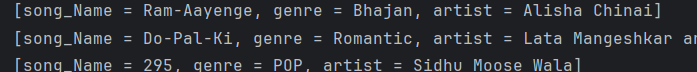 [song_Name = Ram-Aayenge, genre = Bhajan, artist = Alisha Chinai]
[song_Name = Do-Pal-Ki, genre = Romantic, artist = Lata Mangeshkar
[song_Name = 295, genre = POP, artist = Sidhu Moose Wala]